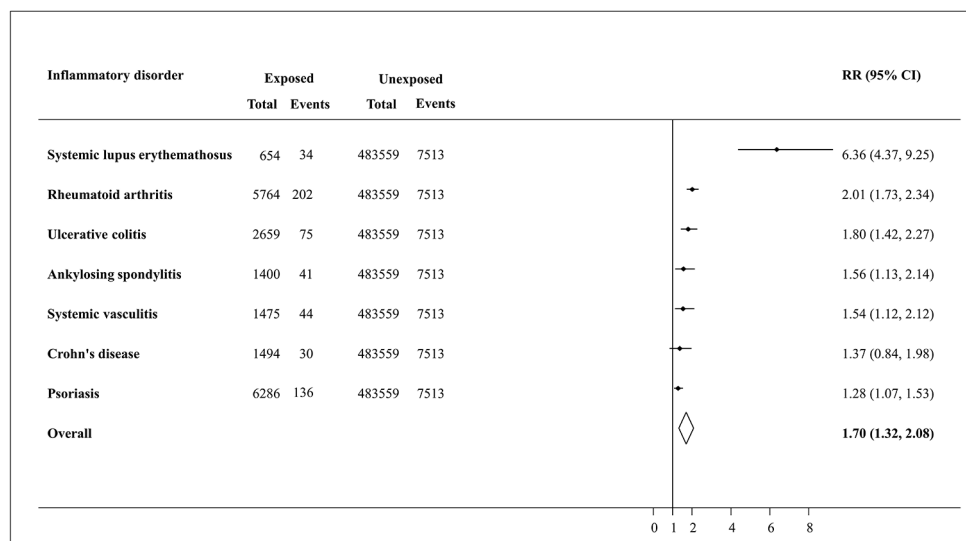 Inflammatory disorder Exposed Unexposed RR (95% CI)
Total Events Total Events
Systemic lupus erythemathosus 654 34 483559 7513 6.36 (4.37, 9.25)
Rheumatoid arthritis 5764 202 483559 7513 2.01 (1.73, 2.34)
Ulcerative colitis 2659 75 483559 7513 1.80 (1.42, 2.27)
Ankylosing spondylitis 1400 41 483559 7513 1.56 (1.13, 2.14)
Systemic vasculitis 1475 44 483559 7513 1.54 (1.12, 2.12)
Crohn's disease 1494 30 483559 7513 1.37 (0.84, 1.98)
Psoriasis 6286 136 483559 7513 1.28 (1.07, 1.53)
Overall 1.70 (1.32, 2.08)
0 1 2 4 6 8